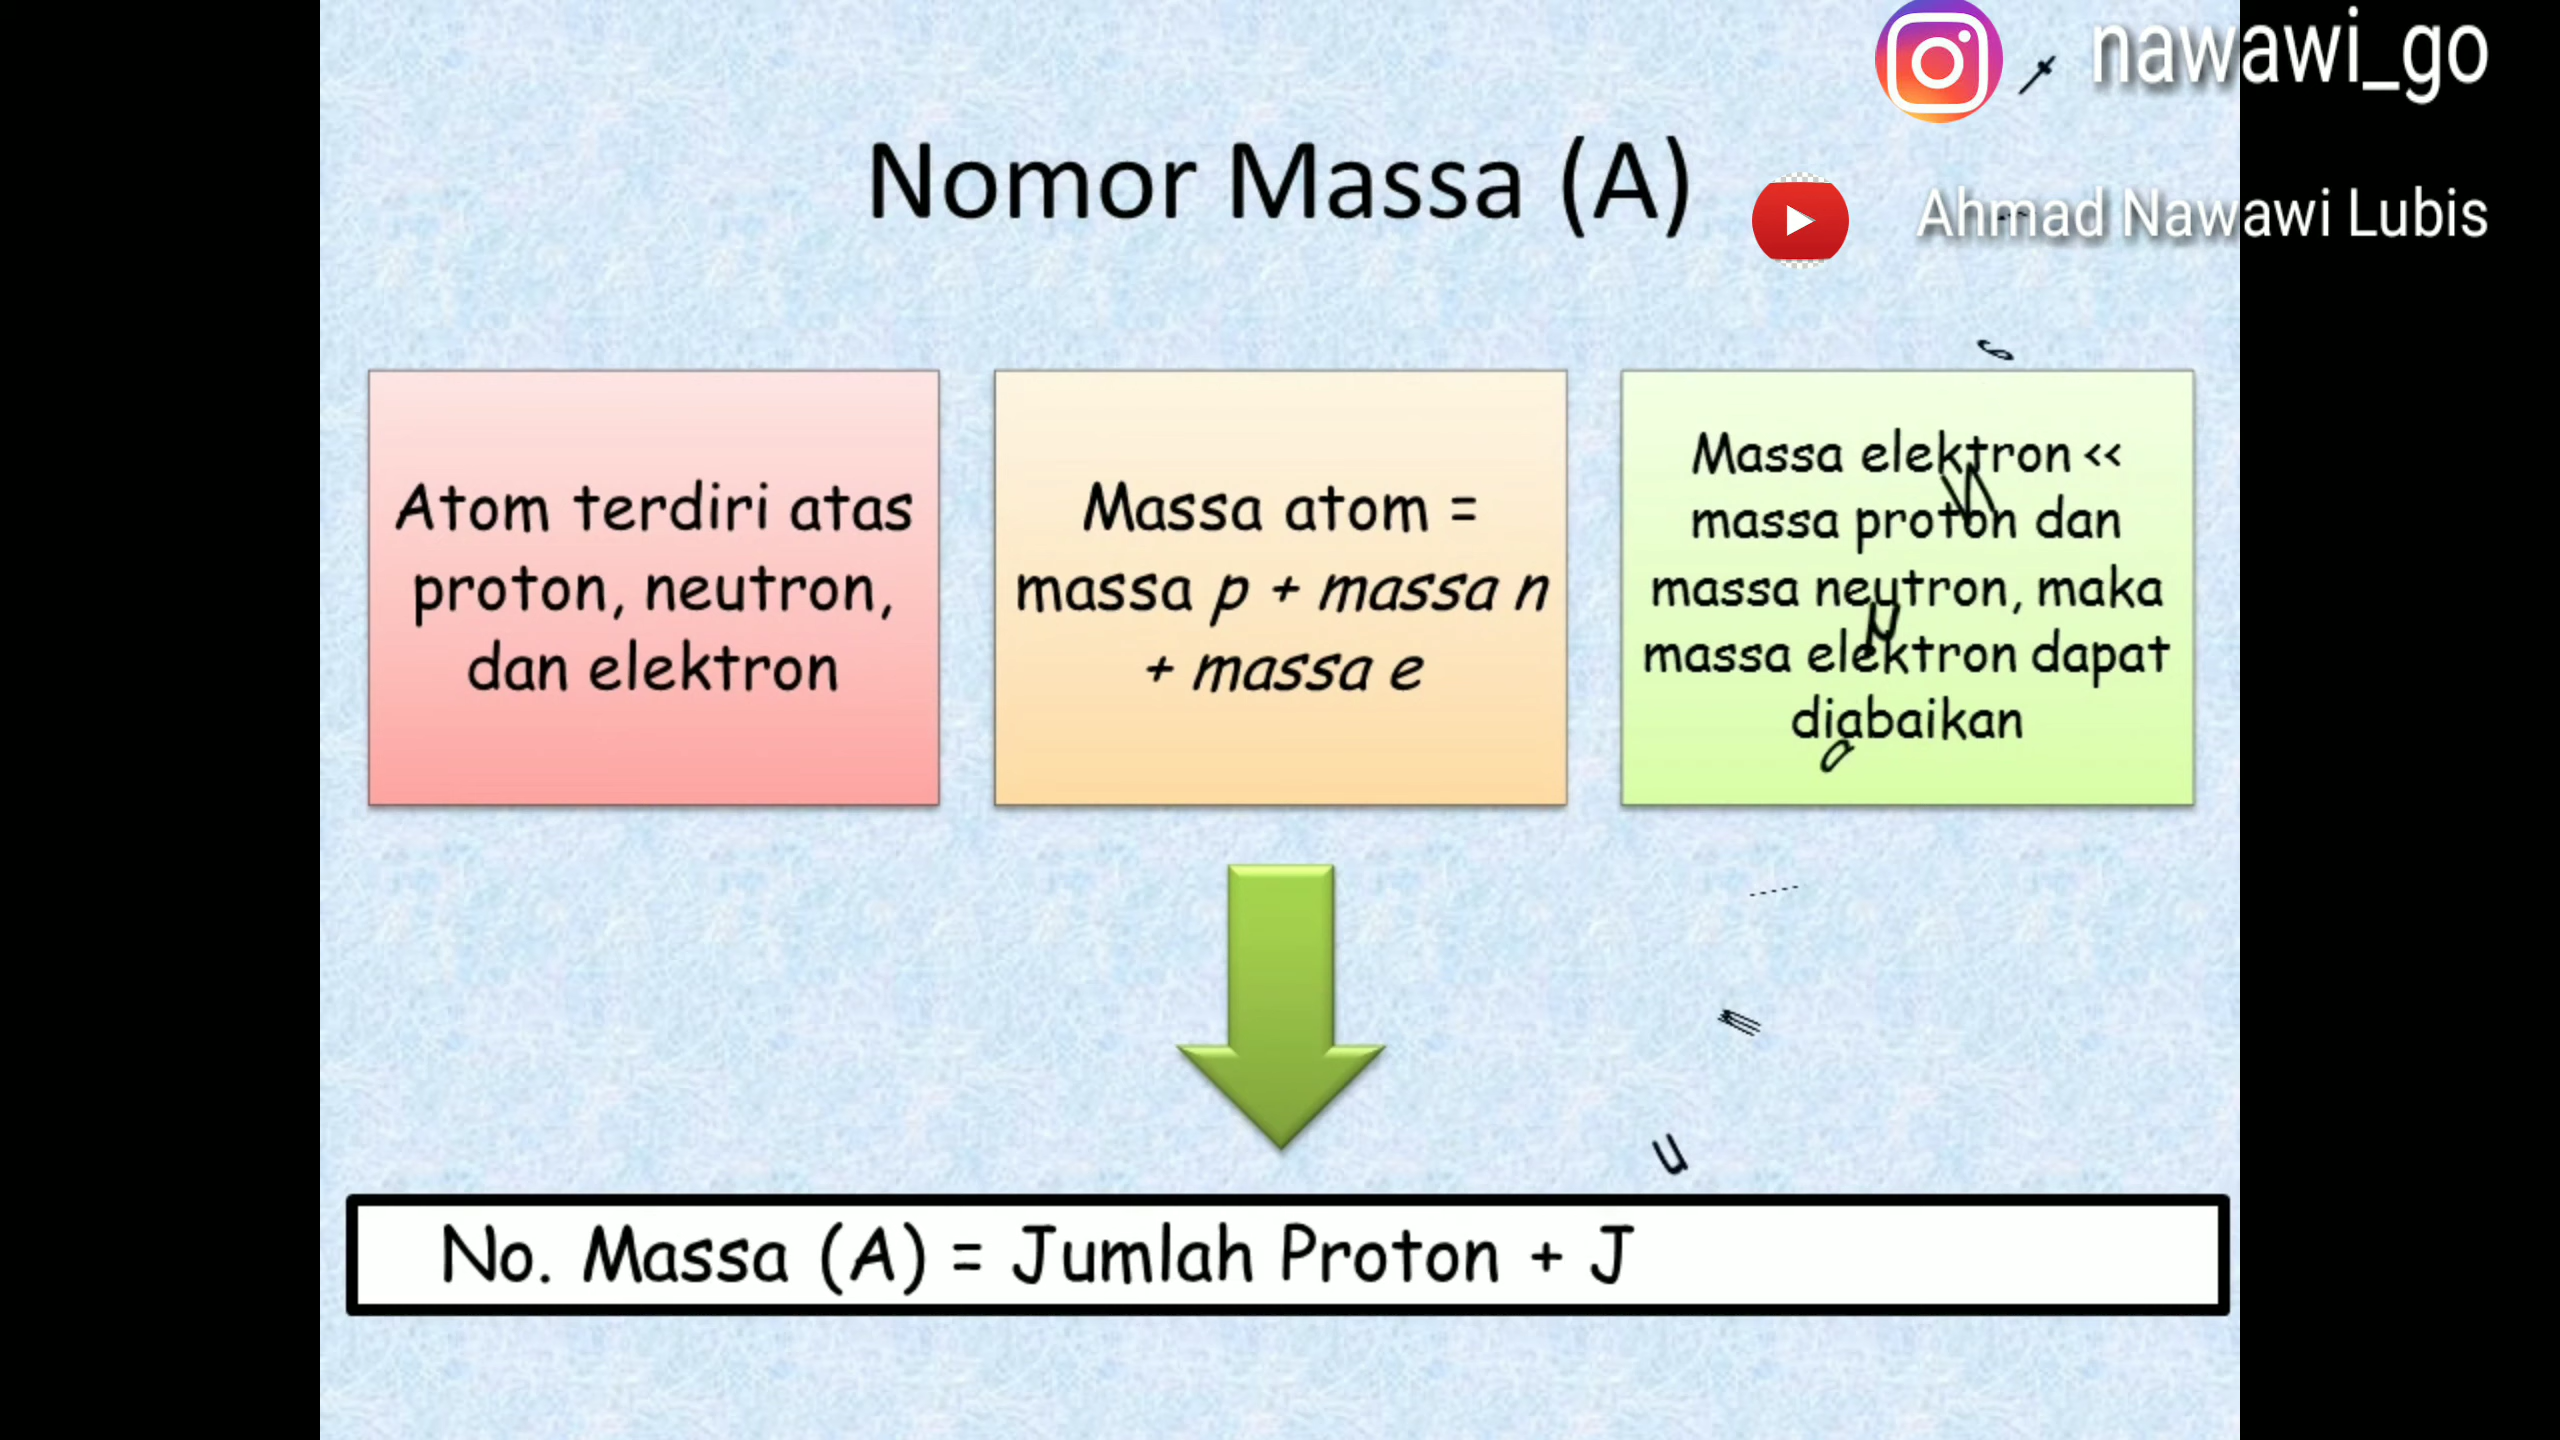 nawawi_go
Nomor Massa (A)
Ahmad Nawawi Lubis
Atom terdiri atas
proton, neutron,
dan elektron
Massa atom =
massa p + massa n
+ massa e
Massa elektron <<
massa proton dan
massa neutron, maka
massa elektron dapat
diabaikan
u
No. Massa (A) = Jumlah Proton + J